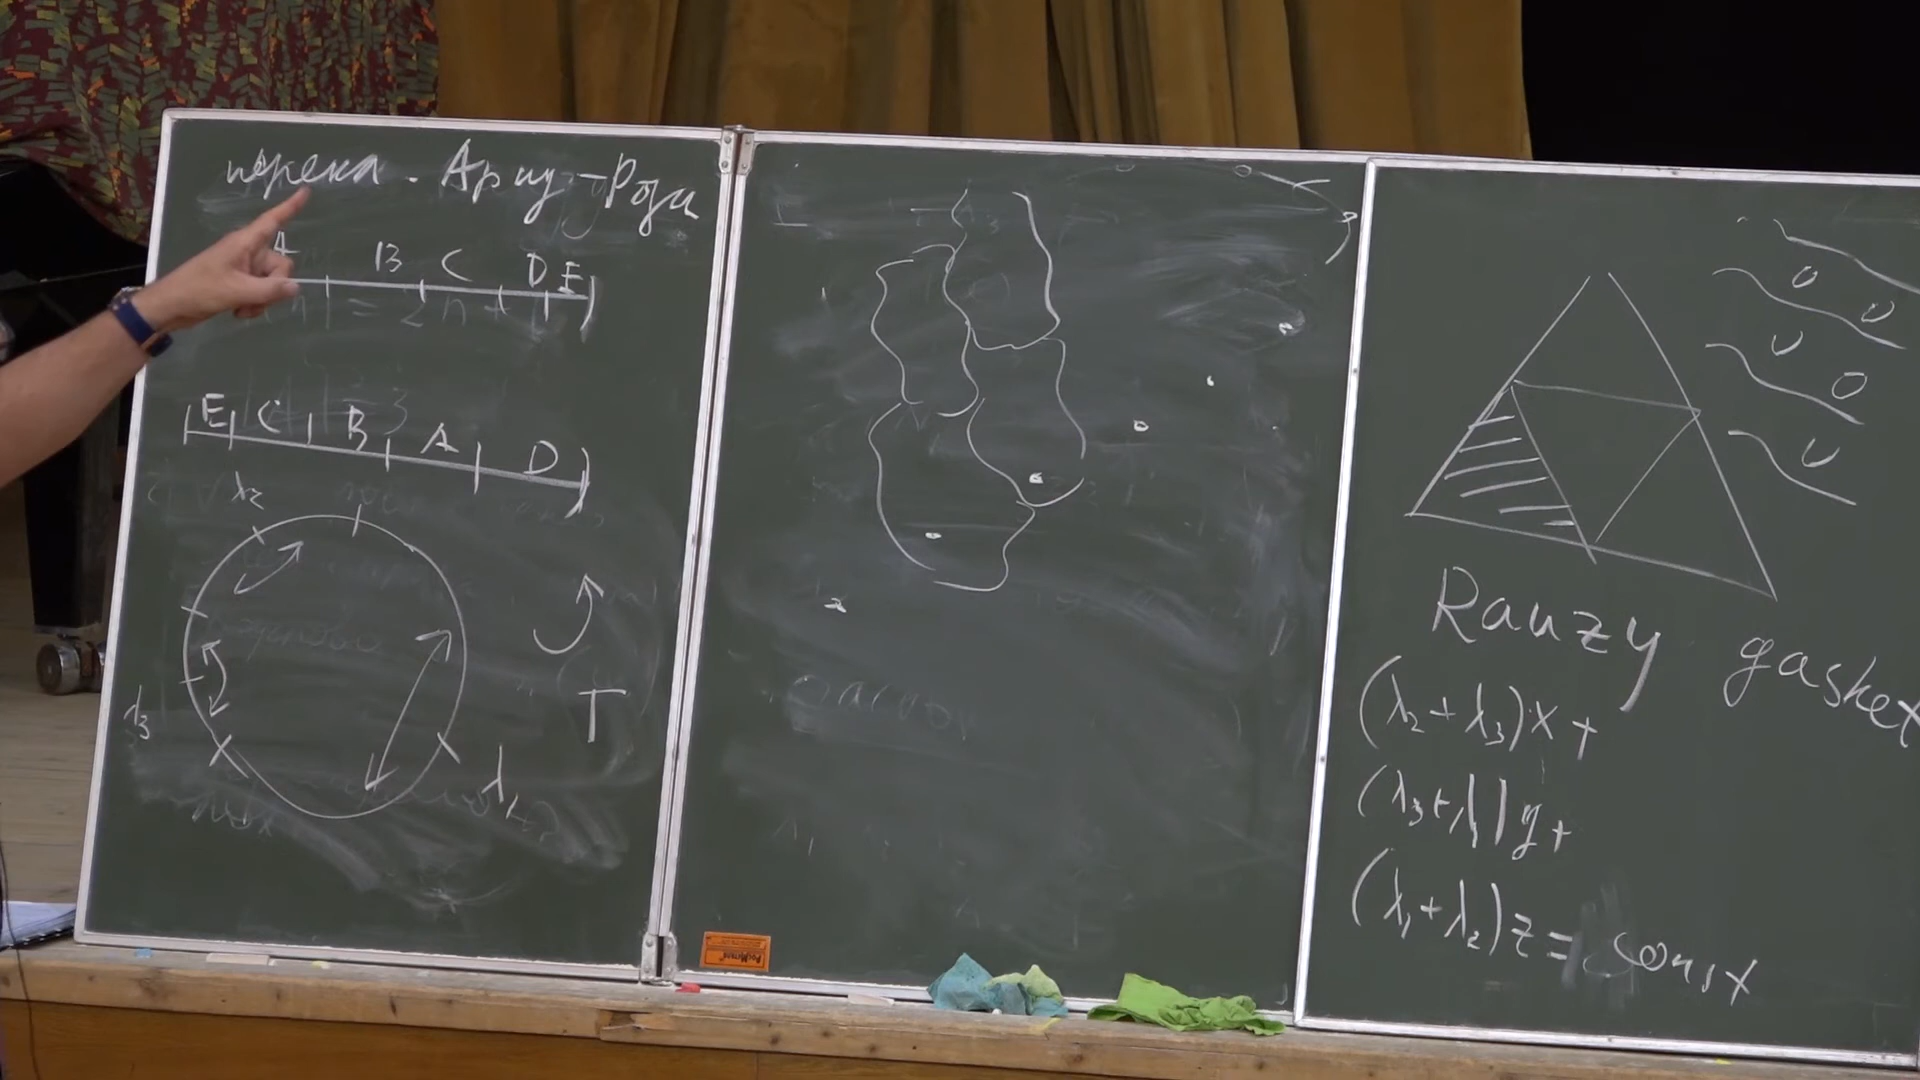 перекл. Арну-Рози
A B C D E
E C B A D
λ2
λ3
λ1
T
Rauzy gasket
(λ2 + λ3)x +
(λ3 + λ1)y +
(λ1 + λ2)z = const